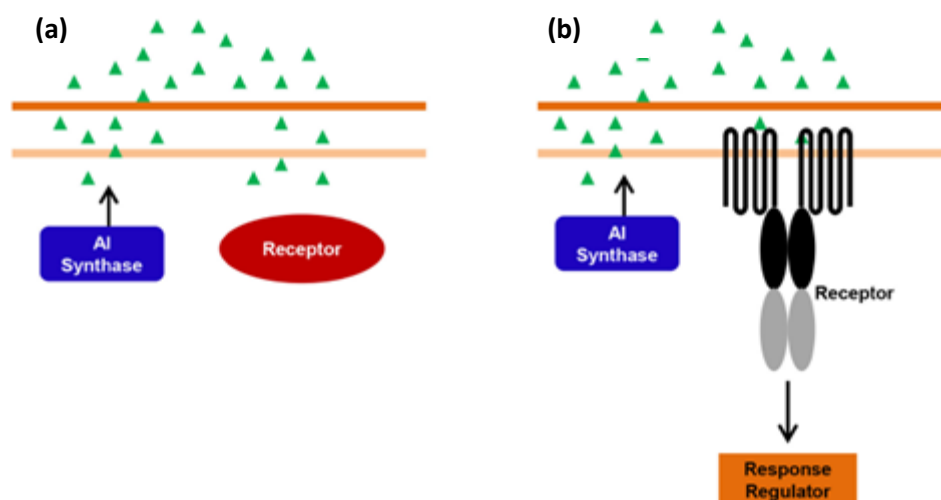 (a)
AI
Synthase
Receptor
(b)
AI
Synthase
Receptor
Response
Regulator